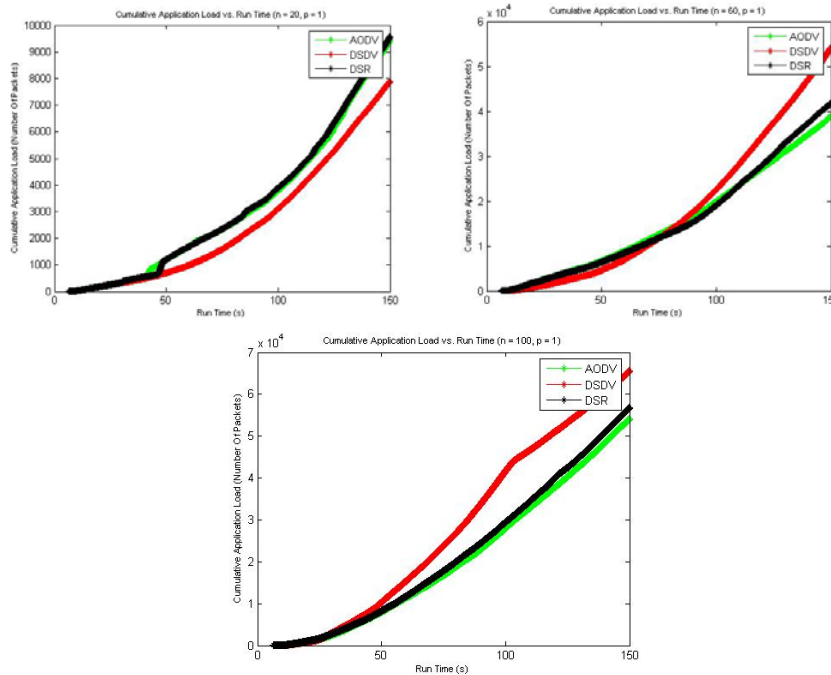 Cumulative Application Load vs. Run Time (n = 20, p = 1)
Cumulative Application Load (Number Of Packets)
10000
9000
8000
7000
6000
5000
4000
3000
2000
1000
0
0
50
100
150
Run Time (s)
AODV
DSDV
DSR
Cumulative Application Load vs. Run Time (n = 60, p = 1)
x 10^4
Cumulative Application Load (Number Of Packets)
6
5
4
3
2
1
0
0
50
100
150
Run Time (s)
AODV
DSDV
DSR
Cumulative Application Load vs. Run Time (n = 100, p = 1)
x 10^4
Cumulative Application Load (Number Of Packets)
7
6
5
4
3
2
1
0
0
50
100
150
Run Time (s)
AODV
DSDV
DSR